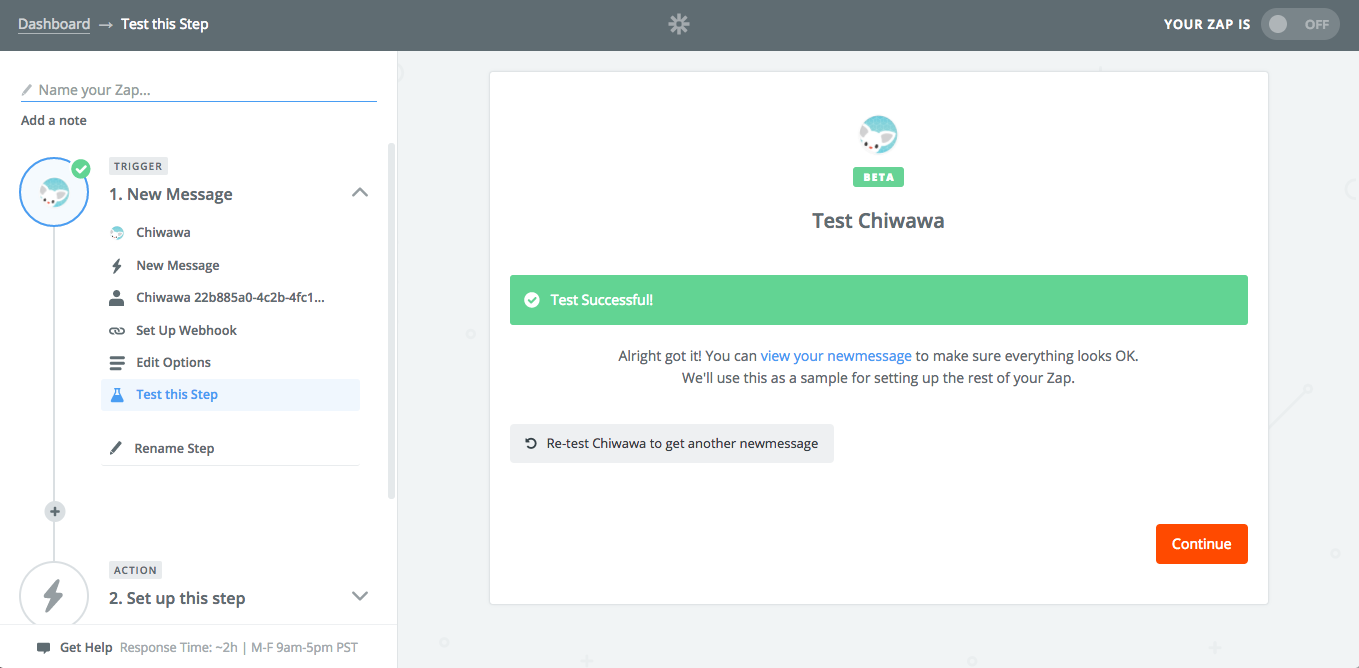 Dashboard → Test this Step
YOUR ZAP IS OFF
Name your Zap...
Add a note
TRIGGER
1. New Message
Chiwawa
New Message
Chiwawa 22b885a0-4c2b-4fc1...
Set Up Webhook
Edit Options
Test this Step
Rename Step
ACTION
2. Set up this step
Get Help Response Time: ~2h | M-F 9am-5pm PST
BETA
Test Chiwawa
Test Successful!
Alright got it! You can view your newmessage to make sure everything looks OK.
We'll use this as a sample for setting up the rest of your Zap.
Re-test Chiwawa to get another newmessage
Continue